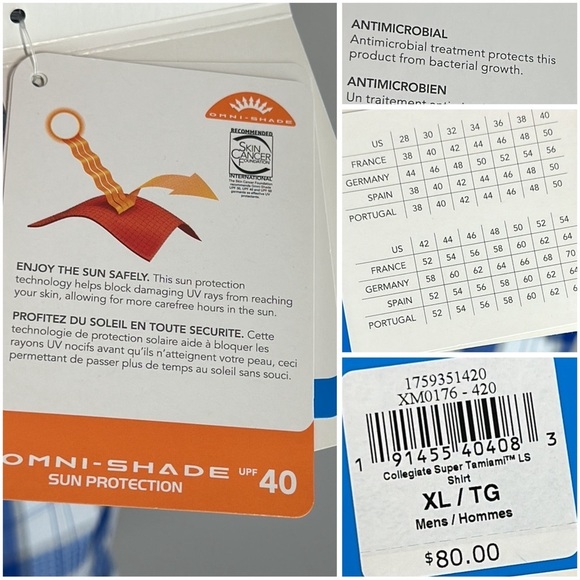 OMNI-SHADE
RECOMMENDED
SKIN
CANCER
FOUNDATION
INTERNATIONAL
ENJOY THE SUN SAFELY. This sun protection
technology helps block damaging UV rays from reaching
your skin, allowing for more carefree hours in the sun.
PROFITEZ DU SOLEIL EN TOUTE SECURITE. Cette
technologie de protection solaire aide à bloquer les
rayons UV nocifs avant qu'ils n'atteignent votre peau, ceci
permettant de passer plus de temps au soleil sans souci.
OMNI-SHADE UPF 40
SUN PROTECTION
ANTIMICROBIAL
Antimicrobial treatment protects this
product from bacterial growth.
ANTIMICROBIEN
Un traitement
US 28 30 32 34 36 38 40
FRANCE 38 40 42 44 46 48 50
GERMANY 44 46 48 50 52 54 56
SPAIN 38 40 42 44 46 48 50
PORTUGAL 38 40 42 44 46 48 50
US 42 44 46 48 50 52 54
FRANCE 52 54 56 58 60 62 64
GERMANY 58 60 62 64 66 68 70
SPAIN 52 54 56 58 60 62 64
PORTUGAL 52 54 56 58 60 62
1759351420
XM0176 - 420
1 91455 40408 3
Collegiate Super Tamiami™ LS
Shirt
XL / TG
Mens / Hommes
$80.00